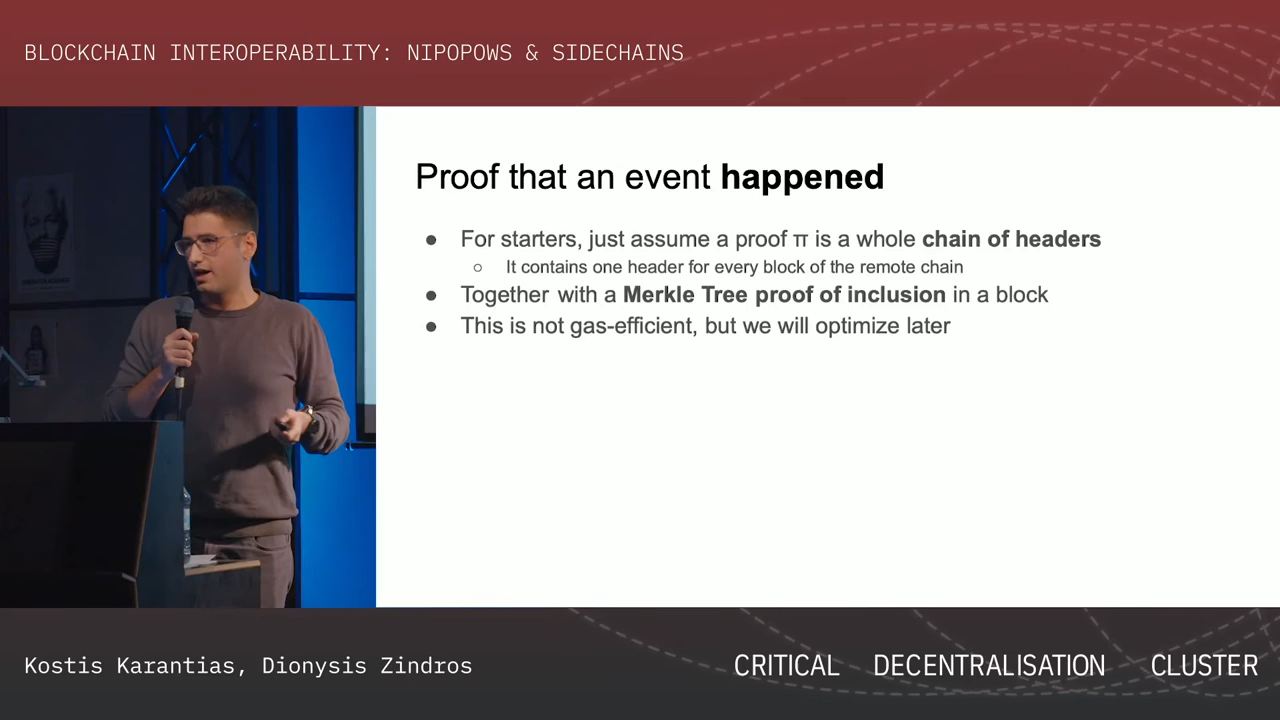 BLOCKCHAIN INTEROPERABILITY: NIPOPOWS & SIDECHAINS
Proof that an event happened
● For starters, just assume a proof π is a whole chain of headers
○ It contains one header for every block of the remote chain
● Together with a Merkle Tree proof of inclusion in a block
● This is not gas-efficient, but we will optimize later
Kostis Karantias, Dionysis Zindros
CRITICAL DECENTRALISATION CLUSTER